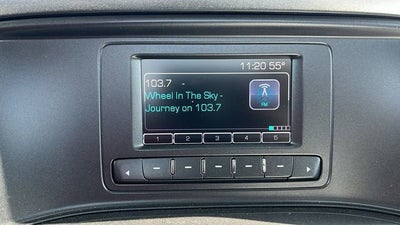 11:20 55°
103.7 -
Wheel In The Sky -
Journey on 103.7
FM
1 2 3 4 5